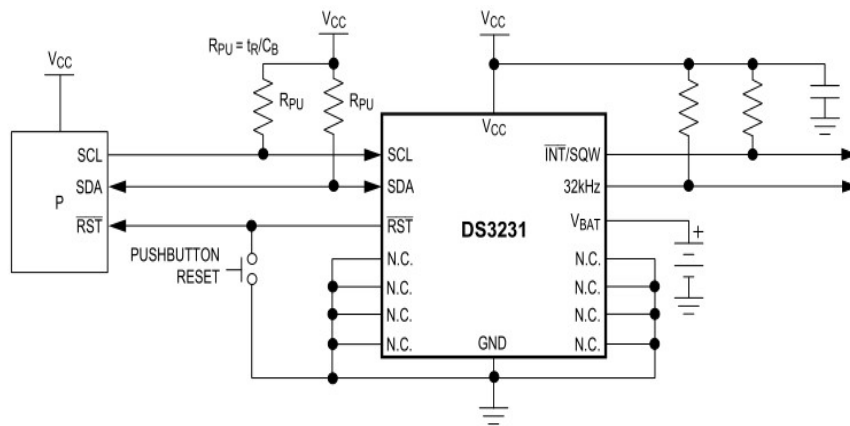 VCC
VCC
RPU = tR/CB
VCC
RPU
RPU
VCC
SCL
SCL
INT/SQW
SDA
SDA
32kHz
P
RST
RST
DS3231
VBAT
+
PUSHBUTTON
RESET
N.C.
N.C.
N.C.
N.C.
N.C.
N.C.
N.C.
N.C.
GND